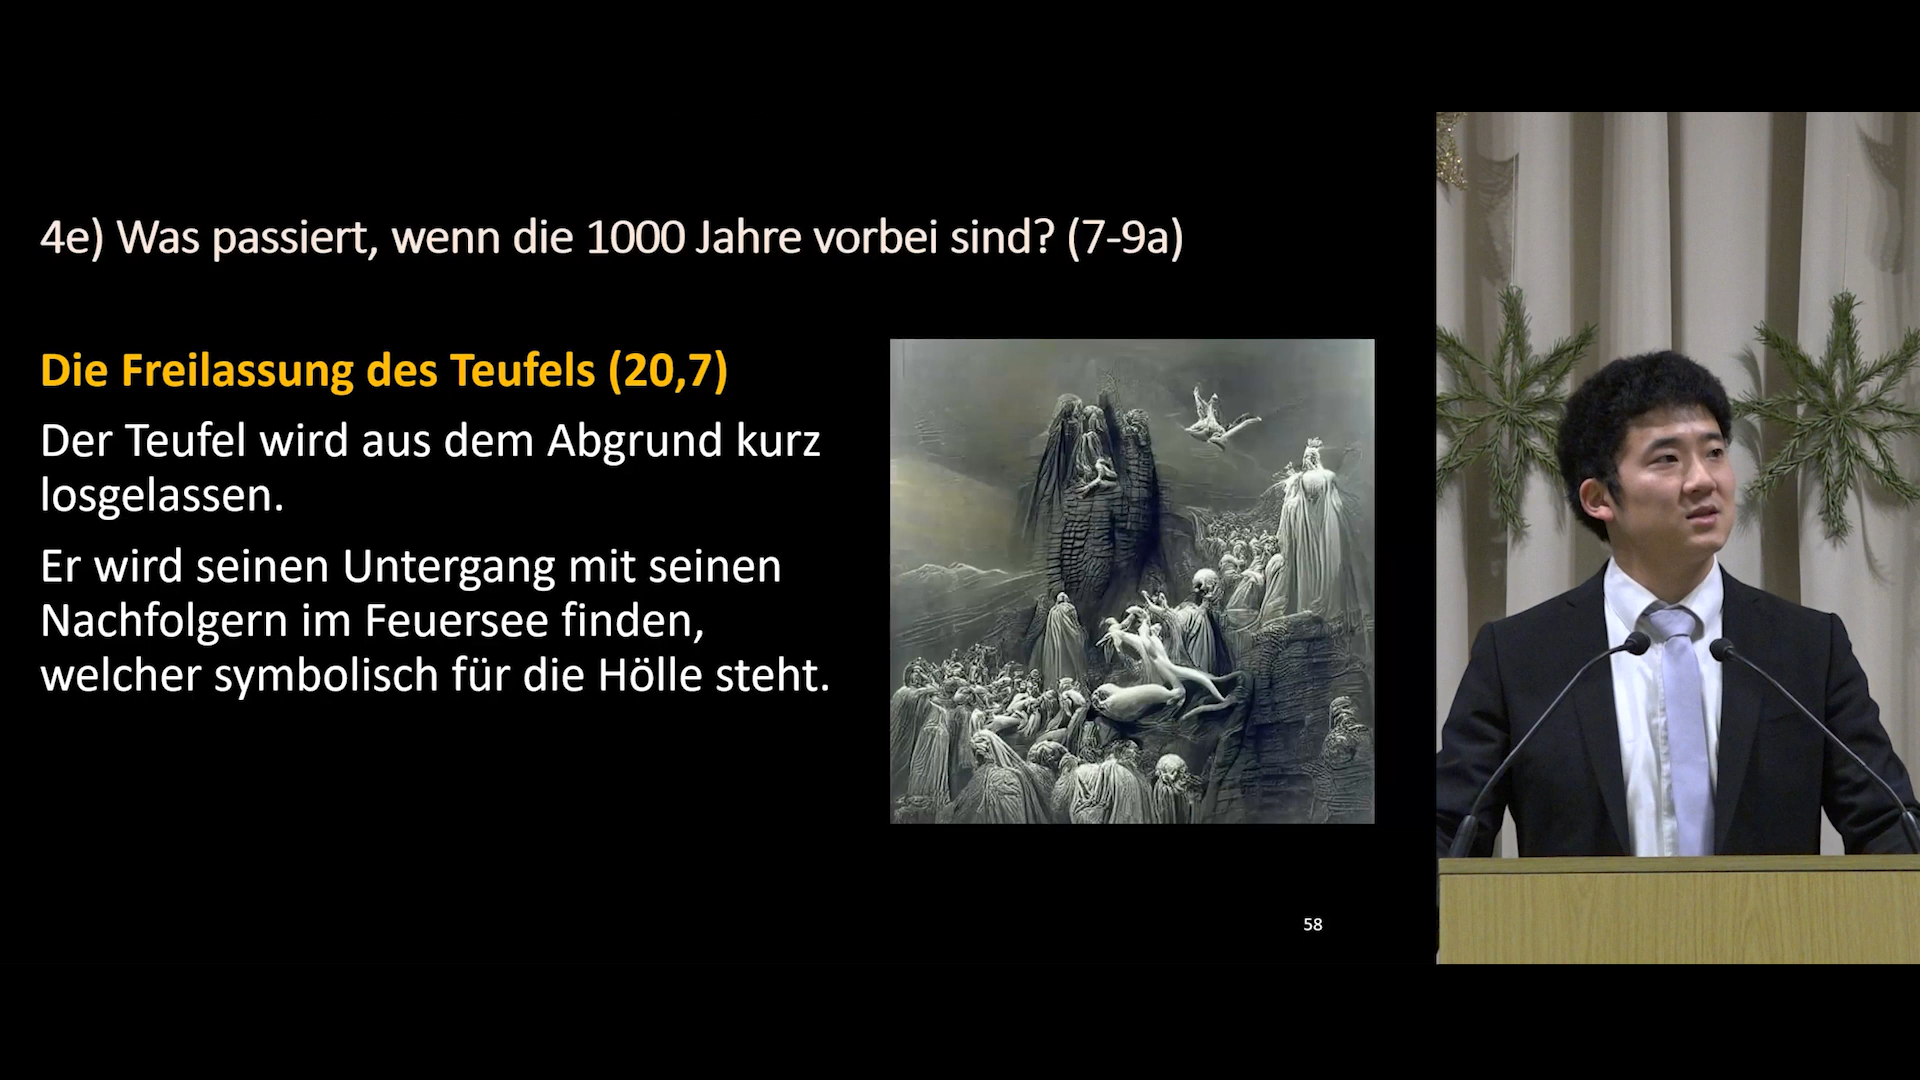 4e) Was passiert, wenn die 1000 Jahre vorbei sind? (7-9a)
Die Freilassung des Teufels (20,7)
Der Teufel wird aus dem Abgrund kurz
losgelassen.
Er wird seinen Untergang mit seinen
Nachfolgern im Feuersee finden,
welcher symbolisch für die Hölle steht.
58